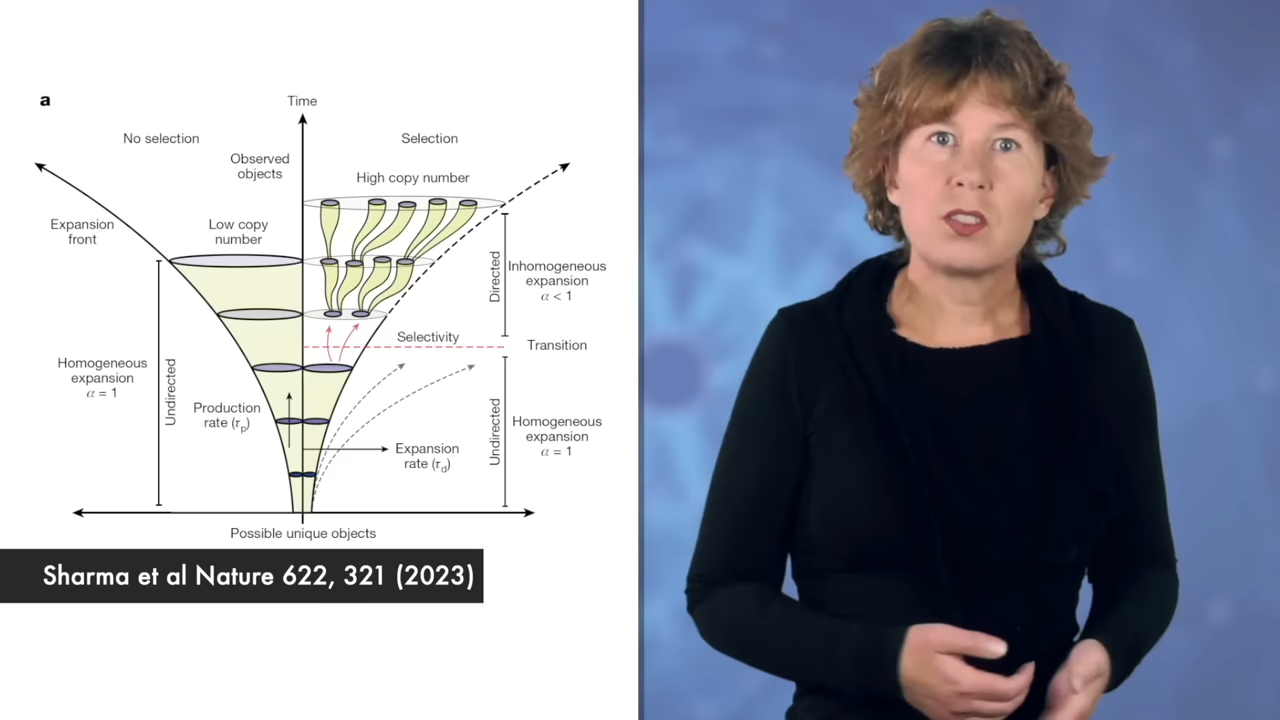 a
Time
No selection
Selection
Observed
objects
High copy number
Expansion
front
Low copy
number
Directed
Inhomogeneous
expansion
α < 1
Selectivity
Transition
Homogeneous
expansion
α = 1
Undirected
Production
rate (τp)
Expansion
rate (τd)
Undirected
Homogeneous
expansion
α = 1
Possible unique objects
Sharma et al Nature 622, 321 (2023)